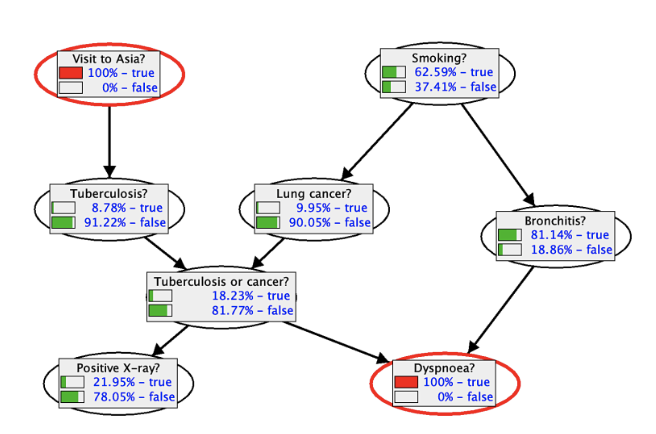 Visit to Asia?
100% - true
0% - false
Smoking?
62.59% - true
37.41% - false
Tuberculosis?
8.78% - true
91.22% - false
Lung cancer?
9.95% - true
90.05% - false
Bronchitis?
81.14% - true
18.86% - false
Tuberculosis or cancer?
18.23% - true
81.77% - false
Positive X-ray?
21.95% - true
78.05% - false
Dyspnoea?
100% - true
0% - false